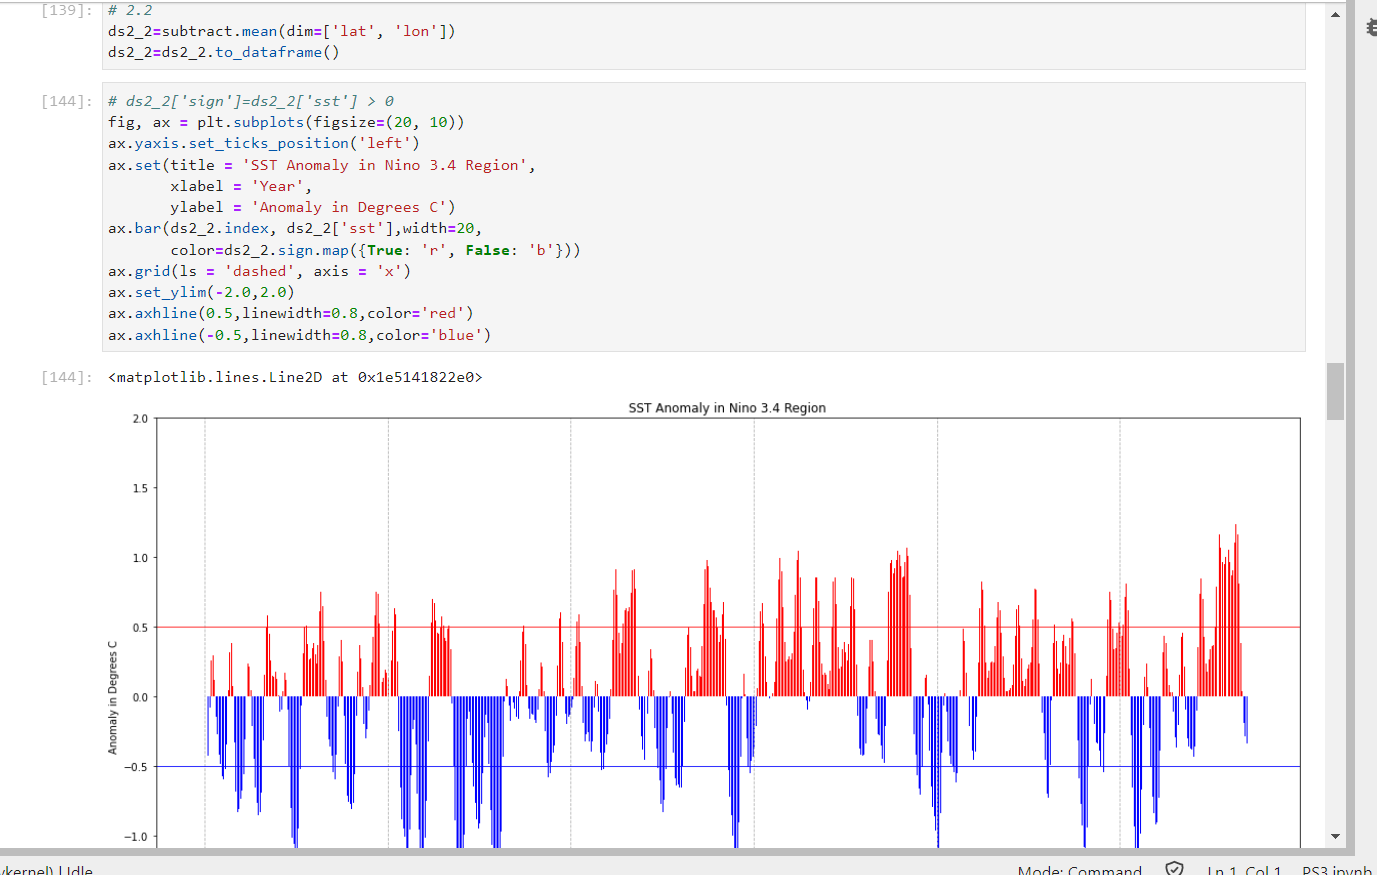 [139]: # 2.2
ds2_2=subtract.mean(dim=['lat', 'lon'])
ds2_2=ds2_2.to_dataframe()
[144]: # ds2_2['sign']=ds2_2['sst'] > 0
fig, ax = plt.subplots(figsize=(20, 10))
ax.yaxis.set_ticks_position('left')
ax.set(title = 'SST Anomaly in Nino 3.4 Region',
xlabel = 'Year',
ylabel = 'Anomaly in Degrees C')
ax.bar(ds2_2.index, ds2_2['sst'],width=20,
color=ds2_2.sign.map({True: 'r', False: 'b'}))
ax.grid(ls = 'dashed', axis = 'x')
ax.set_ylim(-2.0,2.0)
ax.axhline(0.5,linewidth=0.8,color='red')
ax.axhline(-0.5,linewidth=0.8,color='blue')
[144]: <matplotlib.lines.Line2D at 0x1e5141822e0>
SST Anomaly in Nino 3.4 Region
2.0
1.5
1.0
0.5
0.0
−0.5
−1.0
Anomaly in Degrees C
ykernel) | Idle
Mode: Command
Ln 1, Col 1
PS3.ipynb